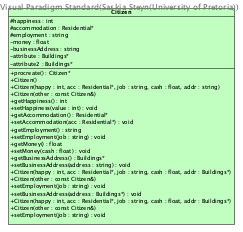 Visual Paradigm Standard(Saskia Steyn(University of Pretoria))
Citizen
#happiness : int
#accommodation : Residential*
#employment : string
-money : float
-businessAddress : string
-attribute : Buildings*
-attribute2 : Buildings*
+procreate() : Citizen*
+Citizen()
+Citizen(happy : int, acc : Residential*, job : string, cash : float, addr : string)
+Citizen(other : const Citizen&)
+getHappiness() : int
+setHappiness(value : int) : void
+getAccomodation() : Residential*
+setAccomodation(acc : Residential*) : void
+getEmployment() : string
+setEmployment(job : string) : void
+getMoney() : float
+setMoney(cash : float) : void
+getBusinessAddress() : Buildings*
+setBusinessAddress(address : string) : void
+Citizen(happy : int, acc : Residential*, job : string, cash : float, addr : Buildings*)
+Citizen(other : const Citizen&)
+setEmployment(job : string) : void
+setBusinessAddress(address : Buildings*) : void
+Citizen(happy : int, acc : Residential*, job : string, cash : float, addr : Buildings*)
+Citizen(other : const Citizen&)
+setEmployment(job : string) : void